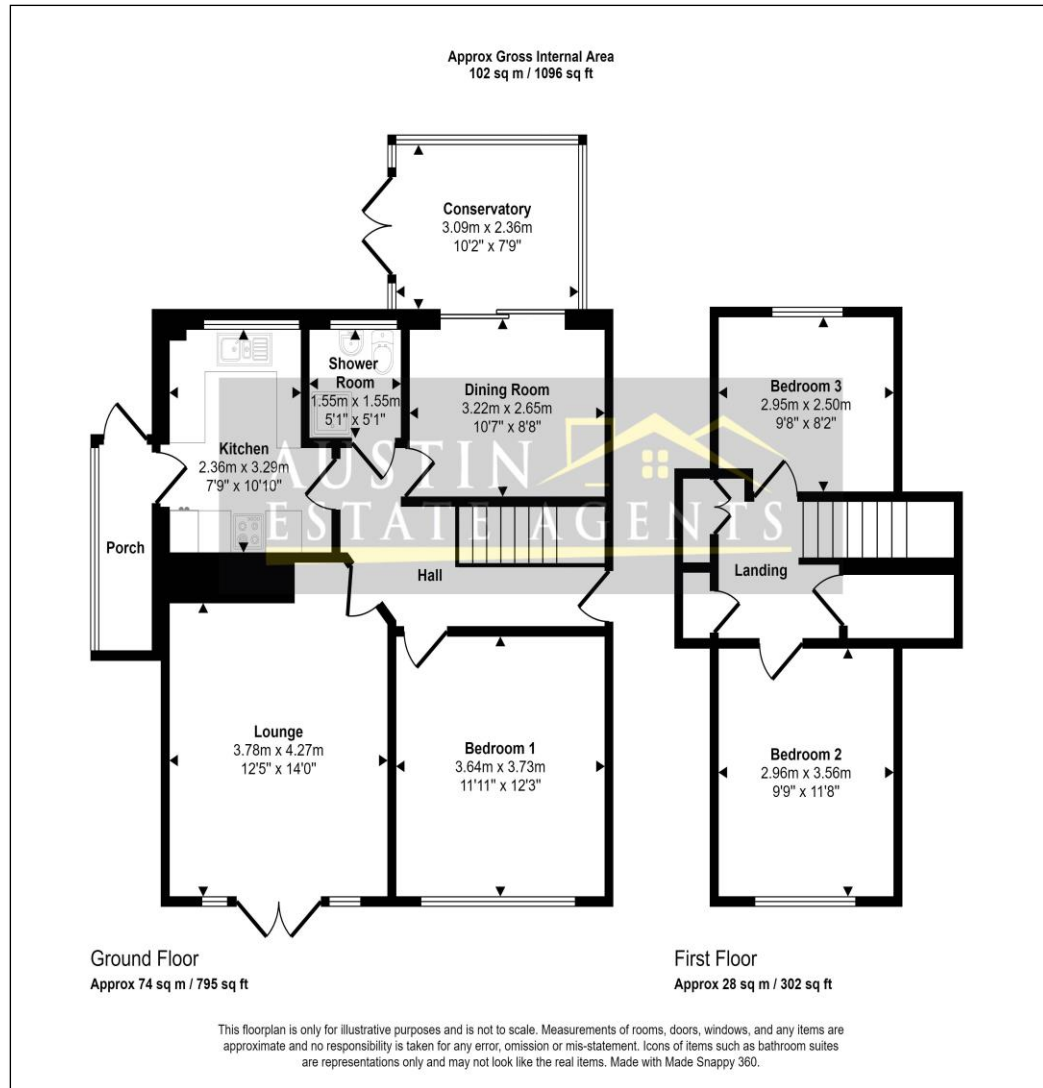 Approx Gross Internal Area
102 sq m / 1096 sq ft
Conservatory
3.09m x 2.36m
10'2" x 7'9"
Shower
Room
1.55m x 1.55m
5'1" x 5'1"
Dining Room
3.22m x 2.65m
10'7" x 8'8"
Bedroom 3
2.95m x 2.50m
9'8" x 8'2"
Kitchen
2.36m x 3.29m
7'9" x 10'10"
AUSTIN
ESTATE AGENTS
Porch
Hall
Landing
Lounge
3.78m x 4.27m
12'5" x 14'0"
Bedroom 1
3.64m x 3.73m
11'11" x 12'3"
Bedroom 2
2.96m x 3.56m
9'9" x 11'8"
Ground Floor
Approx 74 sq m / 795 sq ft
First Floor
Approx 28 sq m / 302 sq ft
This floorplan is only for illustrative purposes and is not to scale. Measurements of rooms, doors, windows, and any items are
approximate and no responsibility is taken for any error, omission or mis-statement. Icons of items such as bathroom suites
are representations only and may not look like the real items. Made with Made Snappy 360.